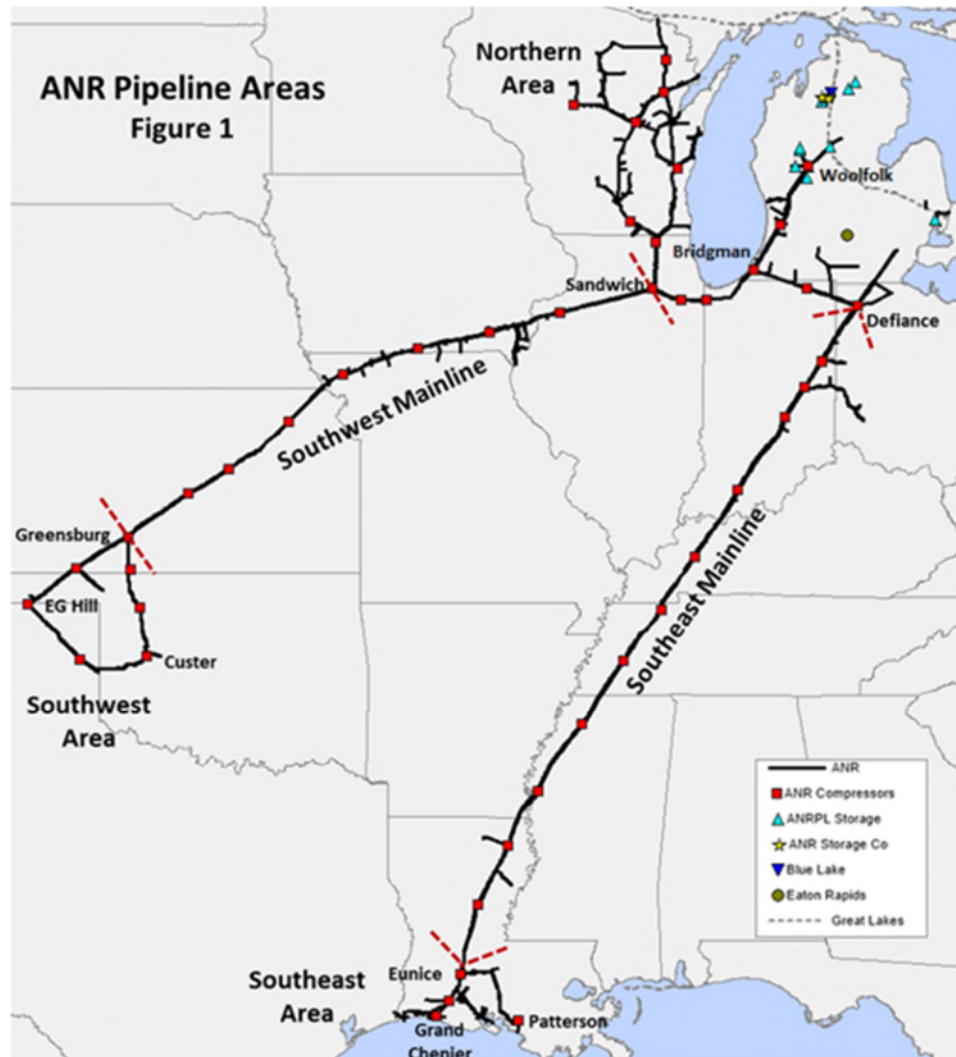 ANR Pipeline Areas
Figure 1
Northern
Area
Woolfolk
Bridgman
Sandwich
Defiance
Southwest Mainline
Greensburg
EG Hill
Custer
Southwest
Area
Southeast Mainline
ANR
ANR Compressors
ANRPL Storage
ANR Storage Co
Blue Lake
Eaton Rapids
Great Lakes
Eunice
Southeast
Area
Patterson
Grand
Chenier